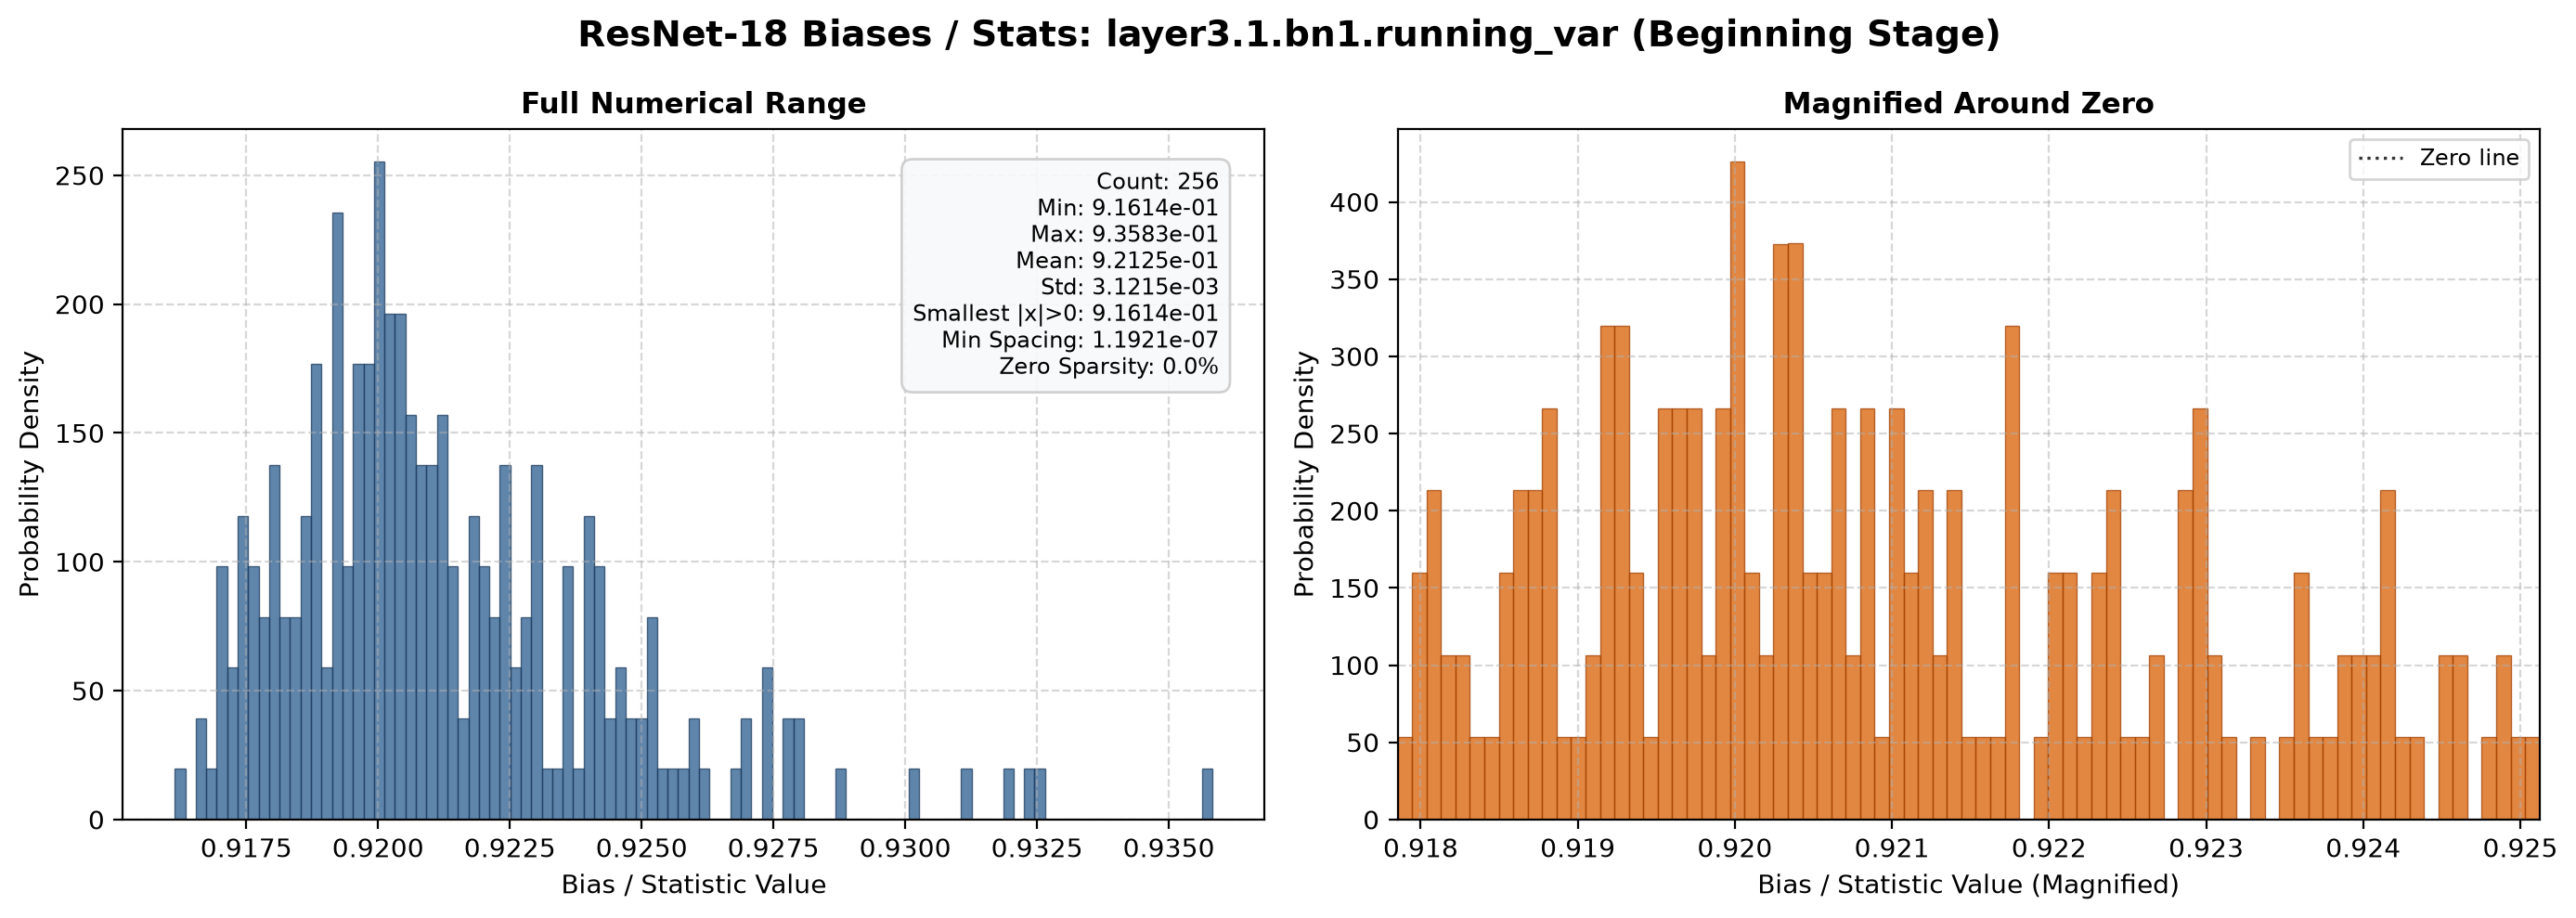 ResNet-18 Biases / Stats: layer3.1.bn1.running_var (Beginning Stage)
Full Numerical Range
250
200
150
100
50
0
Probability Density
Count: 256
Min: 9.1614e-01
Max: 9.3583e-01
Mean: 9.2125e-01
Std: 3.1215e-03
Smallest |x|>0: 9.1614e-01
Min Spacing: 1.1921e-07
Zero Sparsity: 0.0%
0.9175 0.9200 0.9225 0.9250 0.9275 0.9300 0.9325 0.9350
Bias / Statistic Value
Magnified Around Zero
Zero line
400
350
300
250
200
150
100
50
0
Probability Density
0.918 0.919 0.920 0.921 0.922 0.923 0.924 0.925
Bias / Statistic Value (Magnified)